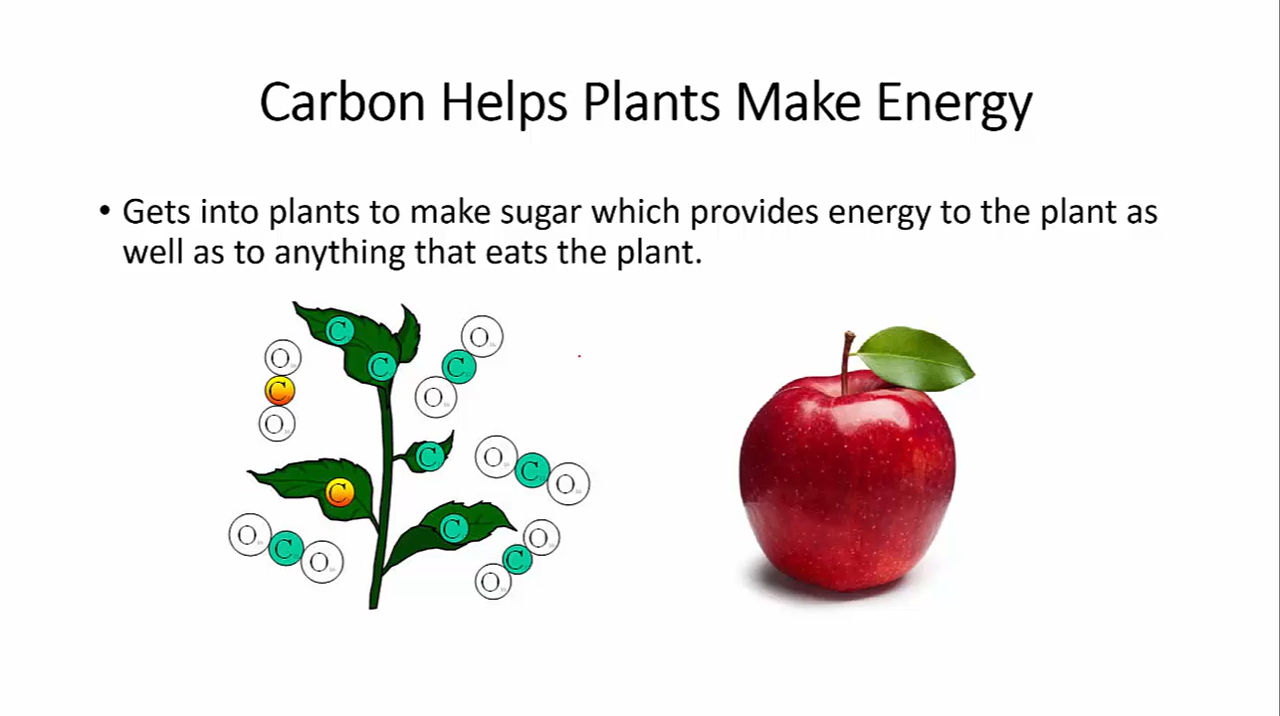 Carbon Helps Plants Make Energy
• Gets into plants to make sugar which provides energy to the plant as
well as to anything that eats the plant.
C
C
O
C
O
O
C
O
C
O
C
O
C
C
O
C
O
O
C
O